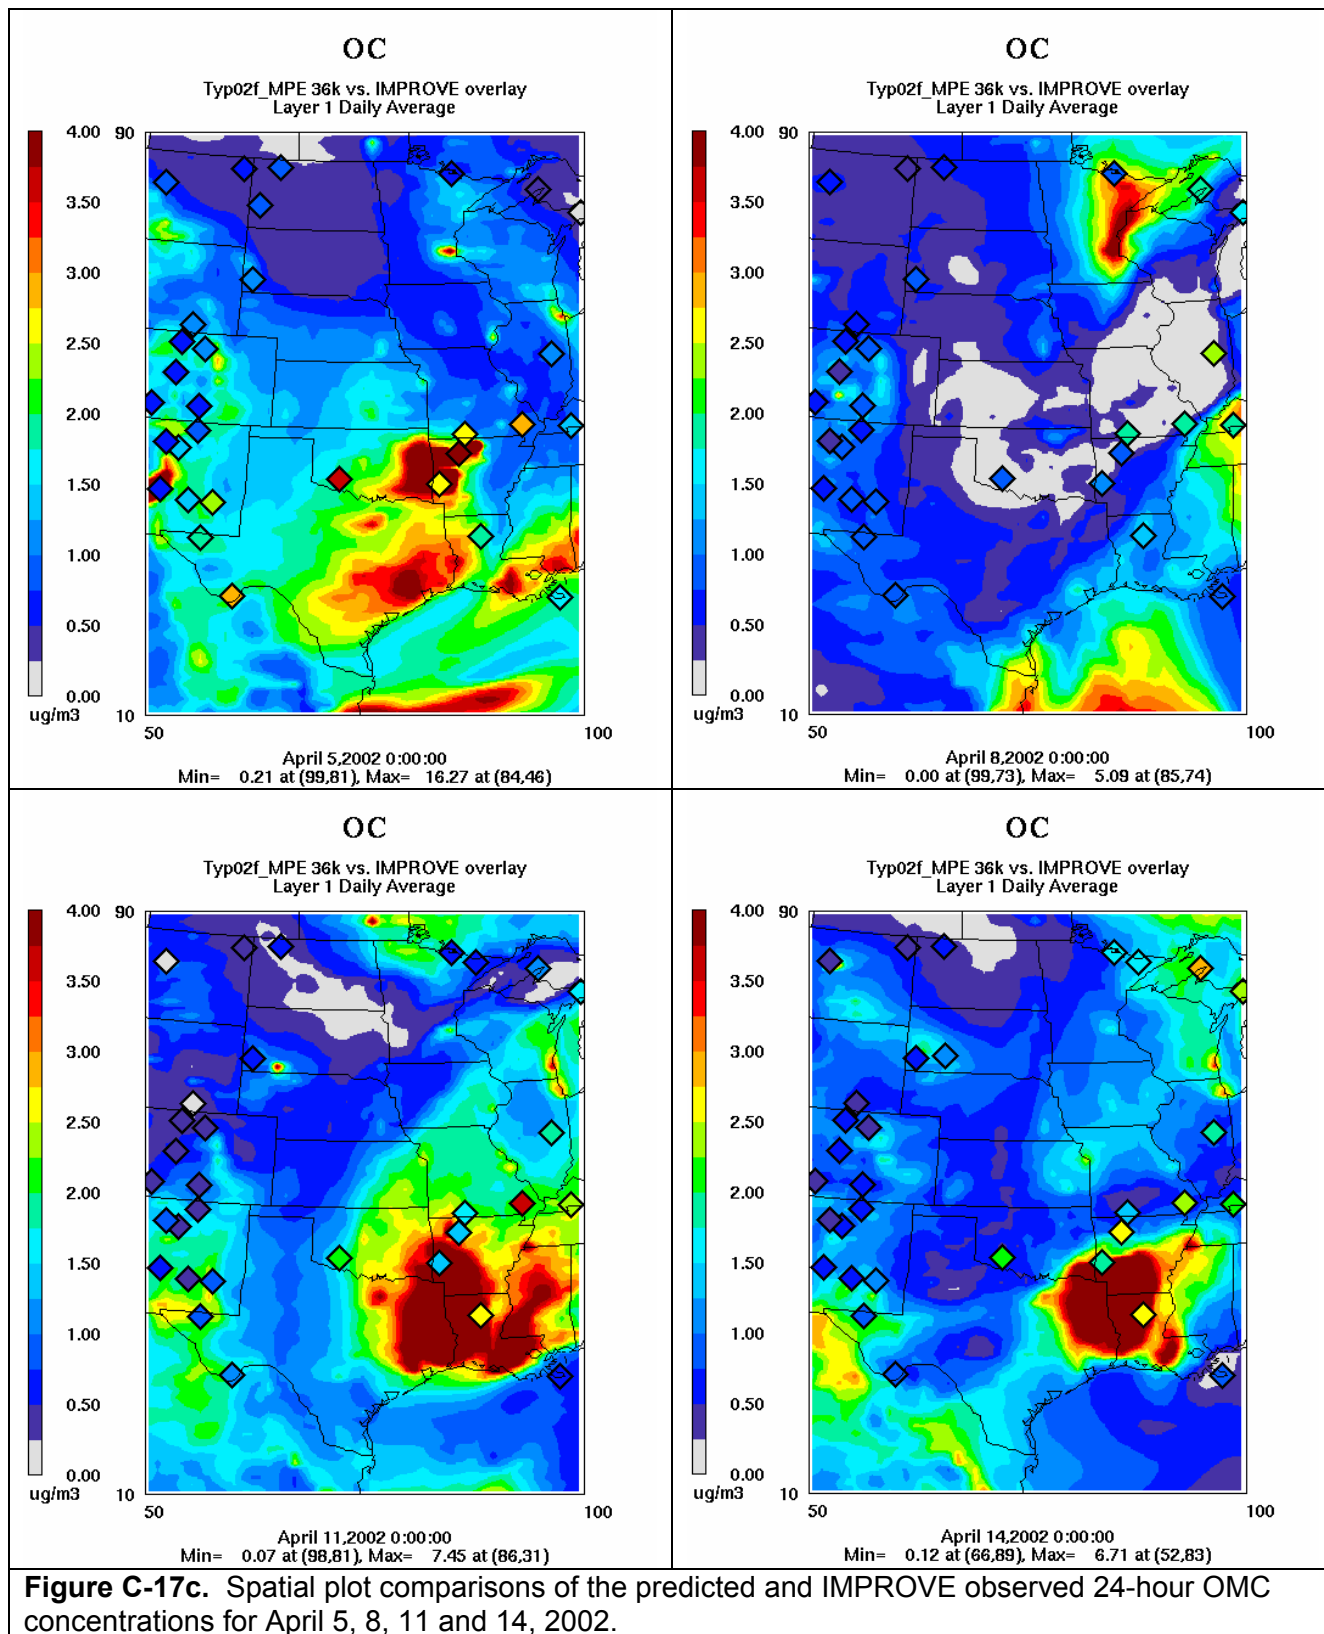 OC
Typ02f_MPE 36k vs. IMPROVE overlay
Layer 1 Daily Average
4.00
3.50
3.00
2.50
2.00
1.50
1.00
0.50
0.00
ug/m3
90
10
50
100
April 5,2002 0:00:00
Min= 0.21 at (99,81), Max= 16.27 at (84,46)
OC
Typ02f_MPE 36k vs. IMPROVE overlay
Layer 1 Daily Average
4.00
3.50
3.00
2.50
2.00
1.50
1.00
0.50
0.00
ug/m3
90
10
50
100
April 8,2002 0:00:00
Min= 0.00 at (99,73), Max= 5.09 at (85,74)
OC
Typ02f_MPE 36k vs. IMPROVE overlay
Layer 1 Daily Average
4.00
3.50
3.00
2.50
2.00
1.50
1.00
0.50
0.00
ug/m3
90
10
50
100
April 11,2002 0:00:00
Min= 0.07 at (98,81), Max= 7.45 at (86,31)
OC
Typ02f_MPE 36k vs. IMPROVE overlay
Layer 1 Daily Average
4.00
3.50
3.00
2.50
2.00
1.50
1.00
0.50
0.00
ug/m3
90
10
50
100
April 14,2002 0:00:00
Min= 0.12 at (66,89), Max= 6.71 at (52,83)
Figure C-17c. Spatial plot comparisons of the predicted and IMPROVE observed 24-hour OMC
concentrations for April 5, 8, 11 and 14, 2002.